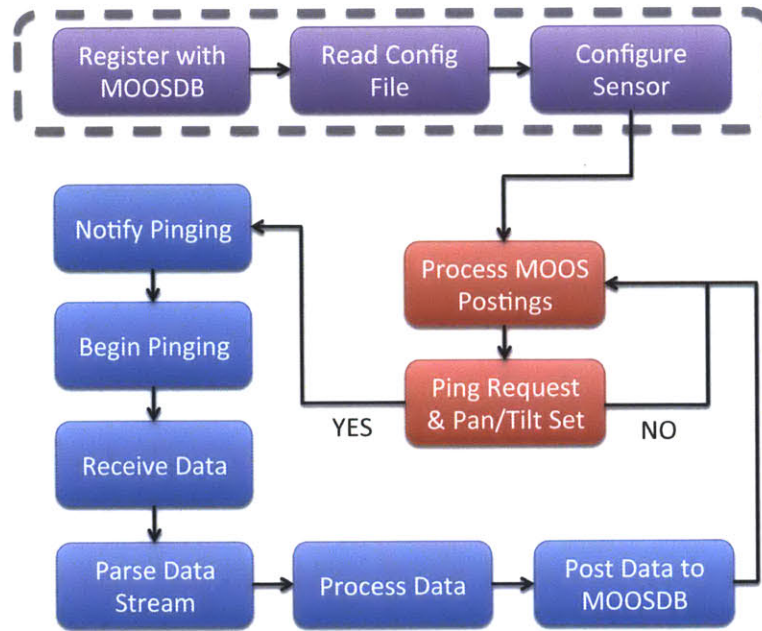 Register with
MOOSDB
Read Config
File
Configure
Sensor
Notify Pinging
Process MOOS
Postings
Begin Pinging
Ping Request
& Pan/Tilt Set
YES
NO
Receive Data
Parse Data
Stream
Process Data
Post Data to
MOOSDB